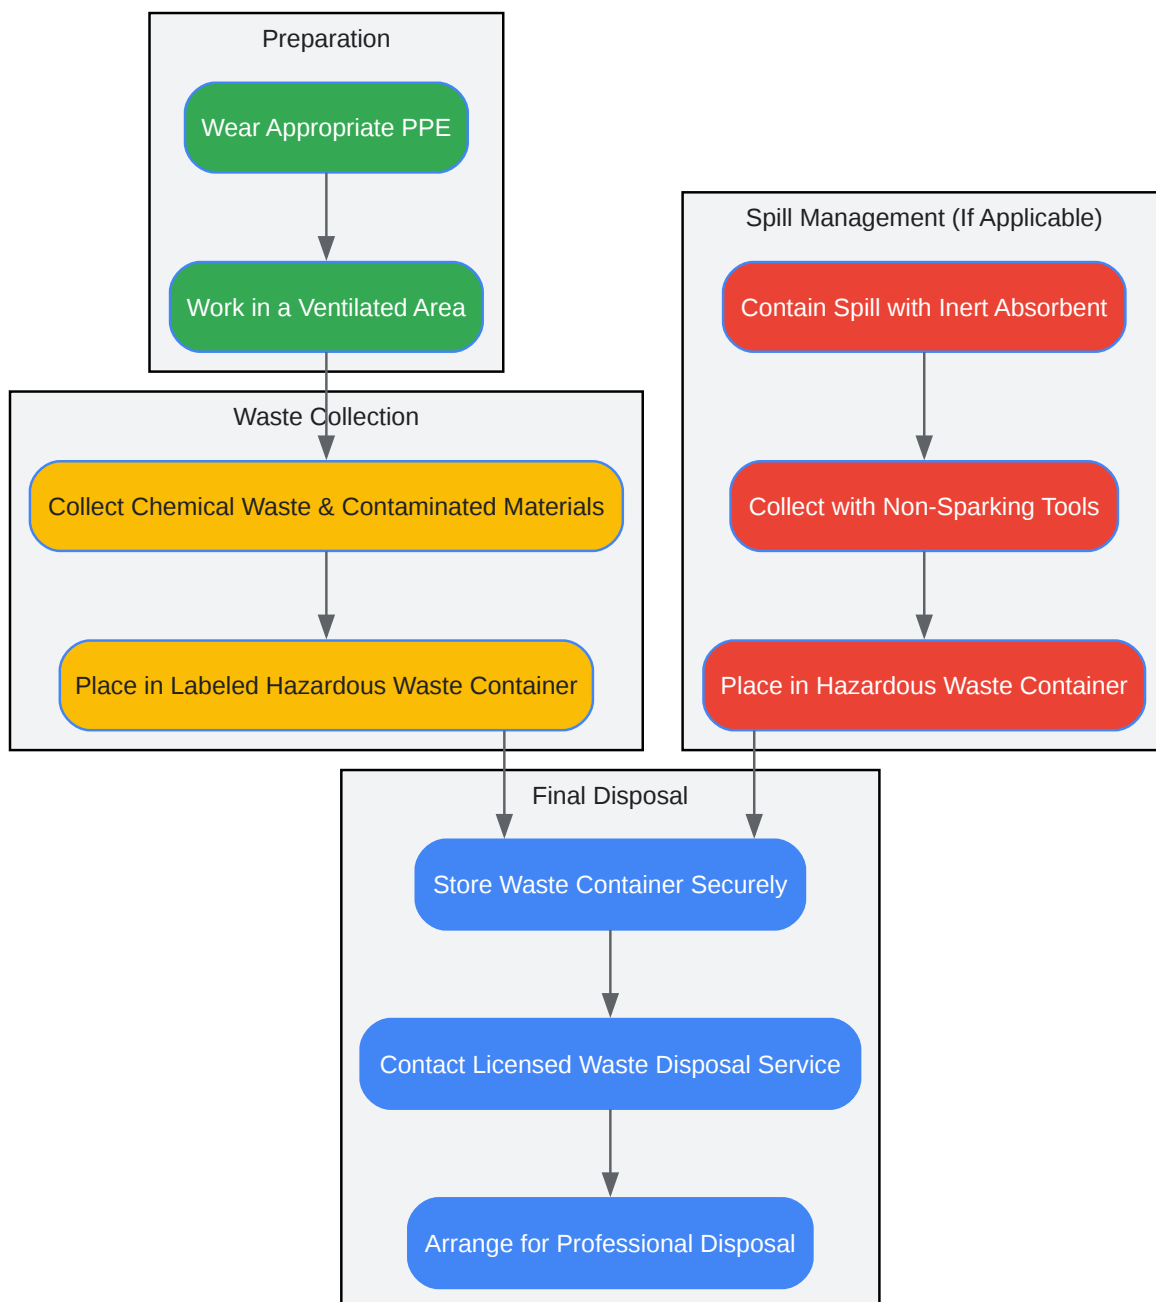 Preparation
Wear Appropriate PPE
Work in a Ventilated Area
Waste Collection
Collect Chemical Waste & Contaminated Materials
Place in Labeled Hazardous Waste Container
Spill Management (If Applicable)
Contain Spill with Inert Absorbent
Collect with Non-Sparking Tools
Place in Hazardous Waste Container
Final Disposal
Store Waste Container Securely
Contact Licensed Waste Disposal Service
Arrange for Professional Disposal